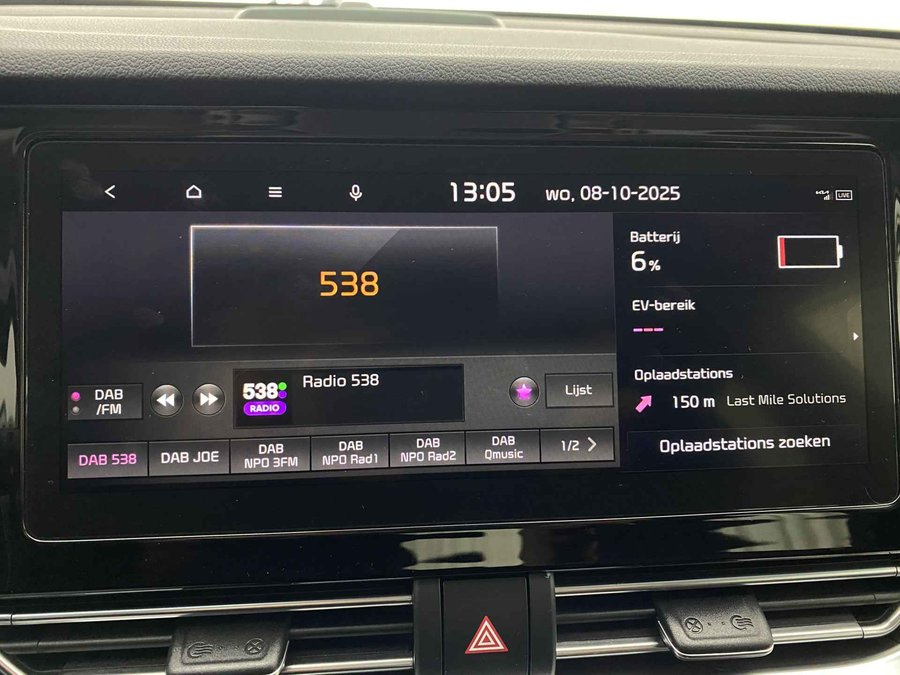 13:05 wo, 08-10-2025
LIVE
538
Batterij
6%
EV-bereik
---
Oplaadstations
150 m Last Mile Solutions
Oplaadstations zoeken
DAB
/FM
538
RADIO
Radio 538
Lijst
DAB 538
DAB JOE
DAB
NPO 3FM
DAB
NPO Rad1
DAB
NPO Rad2
DAB
Qmusic
1/2